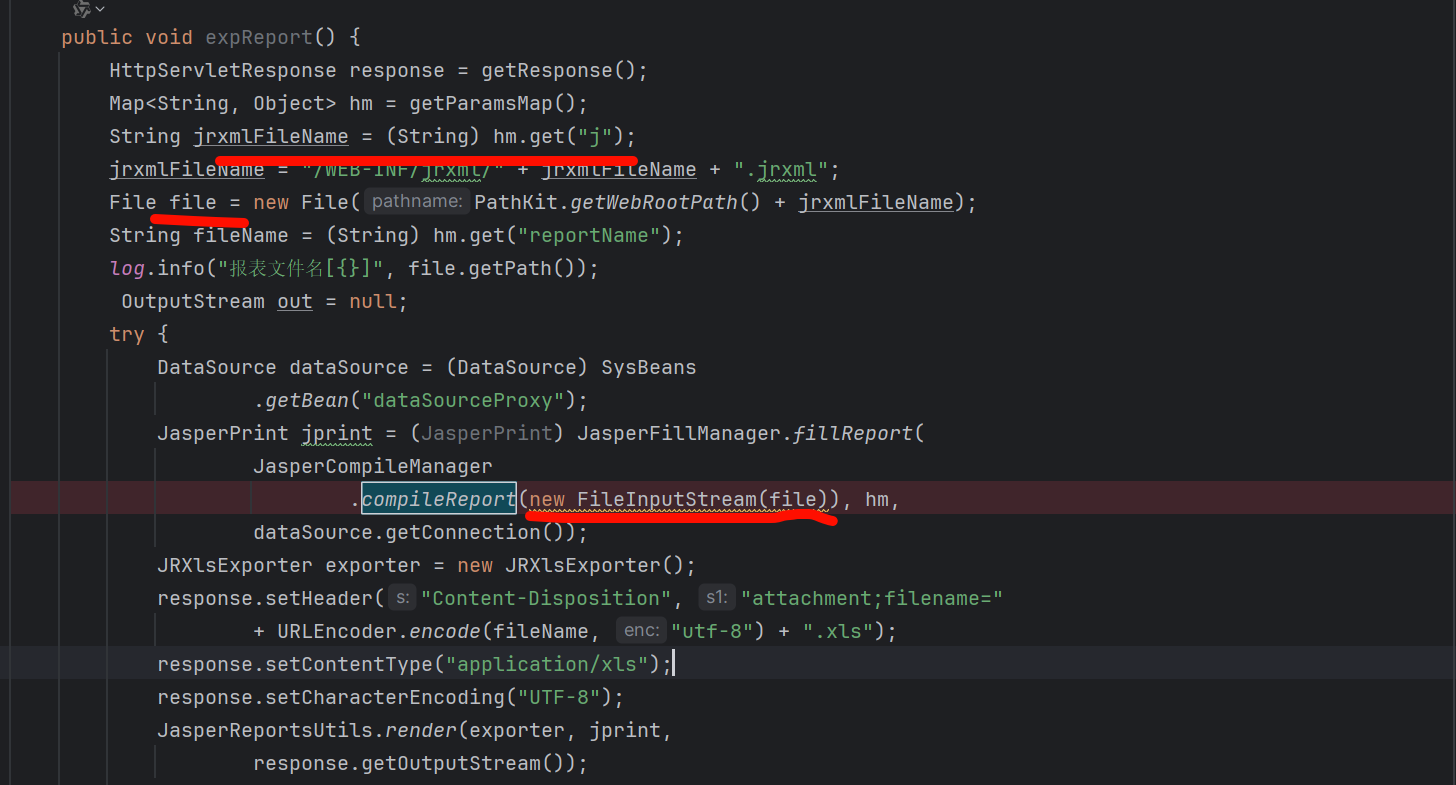 public void expReport() {
HttpServletResponse response = getResponse();
Map<String, Object> hm = getParamsMap();
String jrxmlFileName = (String) hm.get("j");
jrxmlFileName = "/WEB-INF/jrxml/" + jrxmlFileName + ".jrxml";
File file = new File( pathname: PathKit.getWebRootPath() + jrxmlFileName);
String fileName = (String) hm.get("reportName");
log.info("报表文件名[{}]", file.getPath());
OutputStream out = null;
try {
DataSource dataSource = (DataSource) SysBeans
.getBean("dataSourceProxy");
JasperPrint jprint = (JasperPrint) JasperFillManager.fillReport(
JasperCompileManager
.compileReport(new FileInputStream(file)), hm,
dataSource.getConnection());
JRXlsExporter exporter = new JRXlsExporter();
response.setHeader( s: "Content-Disposition", s1: "attachment;filename="
+ URLEncoder.encode(fileName, enc: "utf-8") + ".xls");
response.setContentType("application/xls");
response.setCharacterEncoding("UTF-8");
JasperReportsUtils.render(exporter, jprint,
response.getOutputStream());